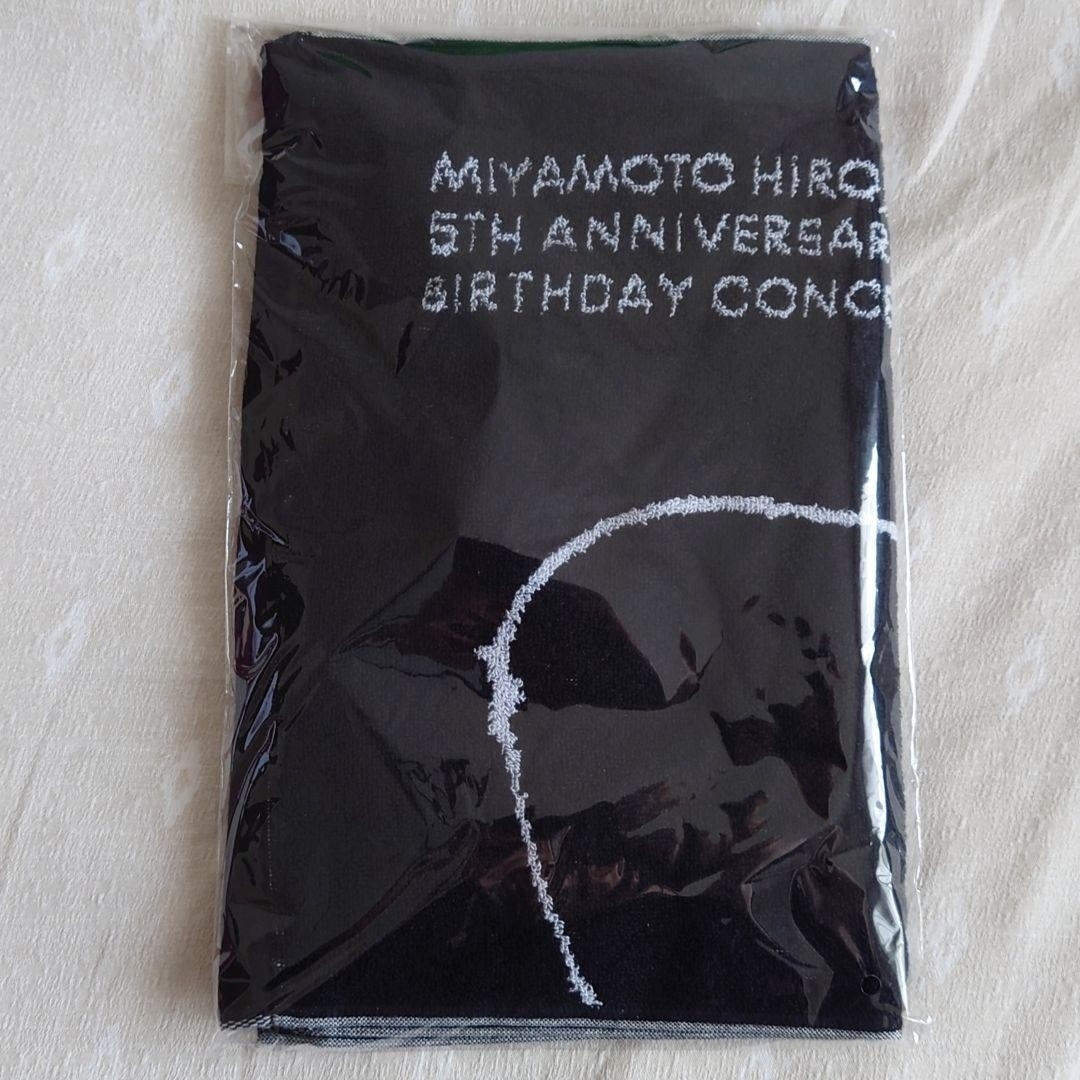 MIYAMOTO HIRO
5TH ANNIVERSAR
BIRTHDAY CONC